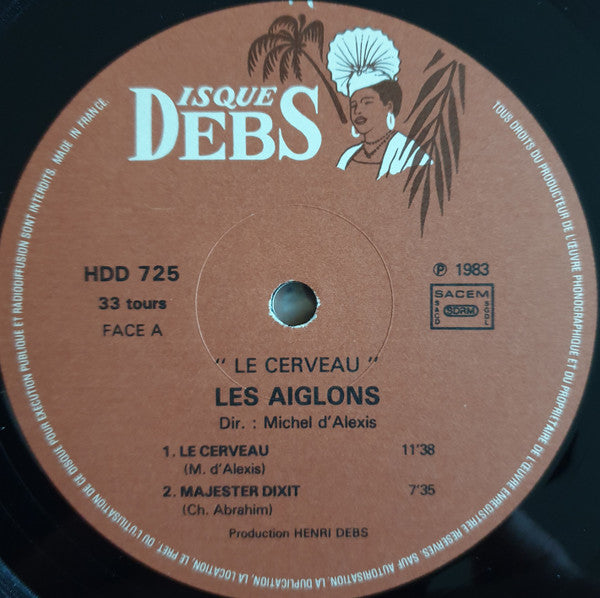 DISQUE
DEBS
HDD 725
33 tours
FACE A
Ⓟ 1983
SACEM
SACD
SDRM
SGDL
" LE CERVEAU "
LES AIGLONS
Dir. : Michel d'Alexis
1. LE CERVEAU 11'38
(M. d'Alexis)
2. MAJESTER DIXIT 7'35
(Ch. Abrahim)
Production HENRI DEBS
TOUS DROITS DU PRODUCTEUR DE L'ŒUVRE PHONOGRAPHIQUE ET DU PROPRIETAIRE DE L'ŒUVRE ENREGISTREE RESERVES. SAUF AUTORISATION, LA DUPLICATION, LA LOCATION, LE PRET, OU L'UTILISATION DE CE DISQUE POUR EXECUTION PUBLIQUE ET RADIODIFFUSION SONT INTERDITS. MADE IN FRANCE.